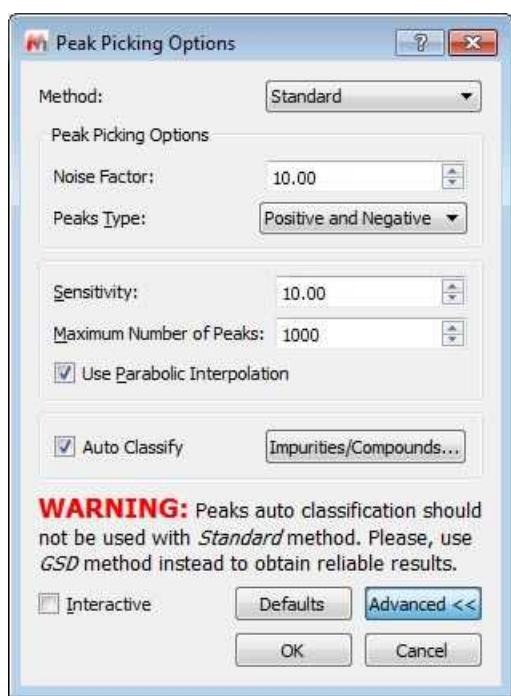 Peak Picking Options
Method: Standard
Peak Picking Options
Noise Factor: 10.00
Peaks Type: Positive and Negative
Sensitivity: 10.00
Maximum Number of Peaks: 1000
Use Parabolic Interpolation
Auto Classify Impurities/Compounds...
WARNING: Peaks auto classification should
not be used with Standard method. Please, use
GSD method instead to obtain reliable results.
Interactive Defaults Advanced <<
OK Cancel